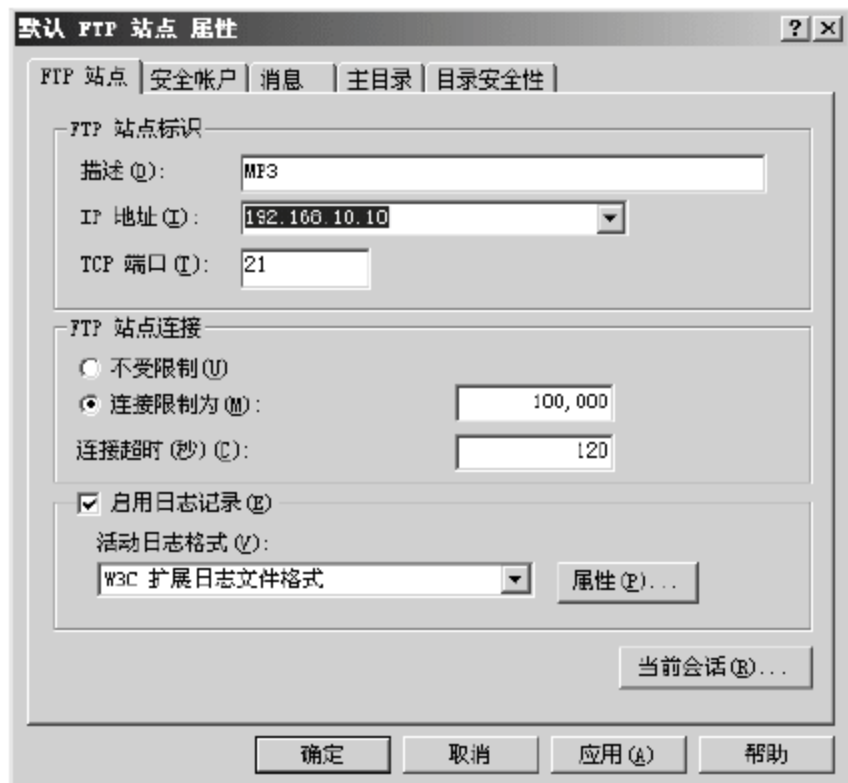 默认 FTP 站点 属性
FTP 站点 安全帐户 消息 主目录 目录安全性
FTP 站点标识
描述(D): MP3
IP 地址(I): 192.168.10.10
TCP 端口(T): 21
FTP 站点连接
不受限制(U)
连接限制为(M): 100,000
连接超时(秒)(C): 120
启用日志记录(E)
活动日志格式(V):
W3C 扩展日志文件格式 属性(P)...
当前会话(R)...
确定 取消 应用(A) 帮助